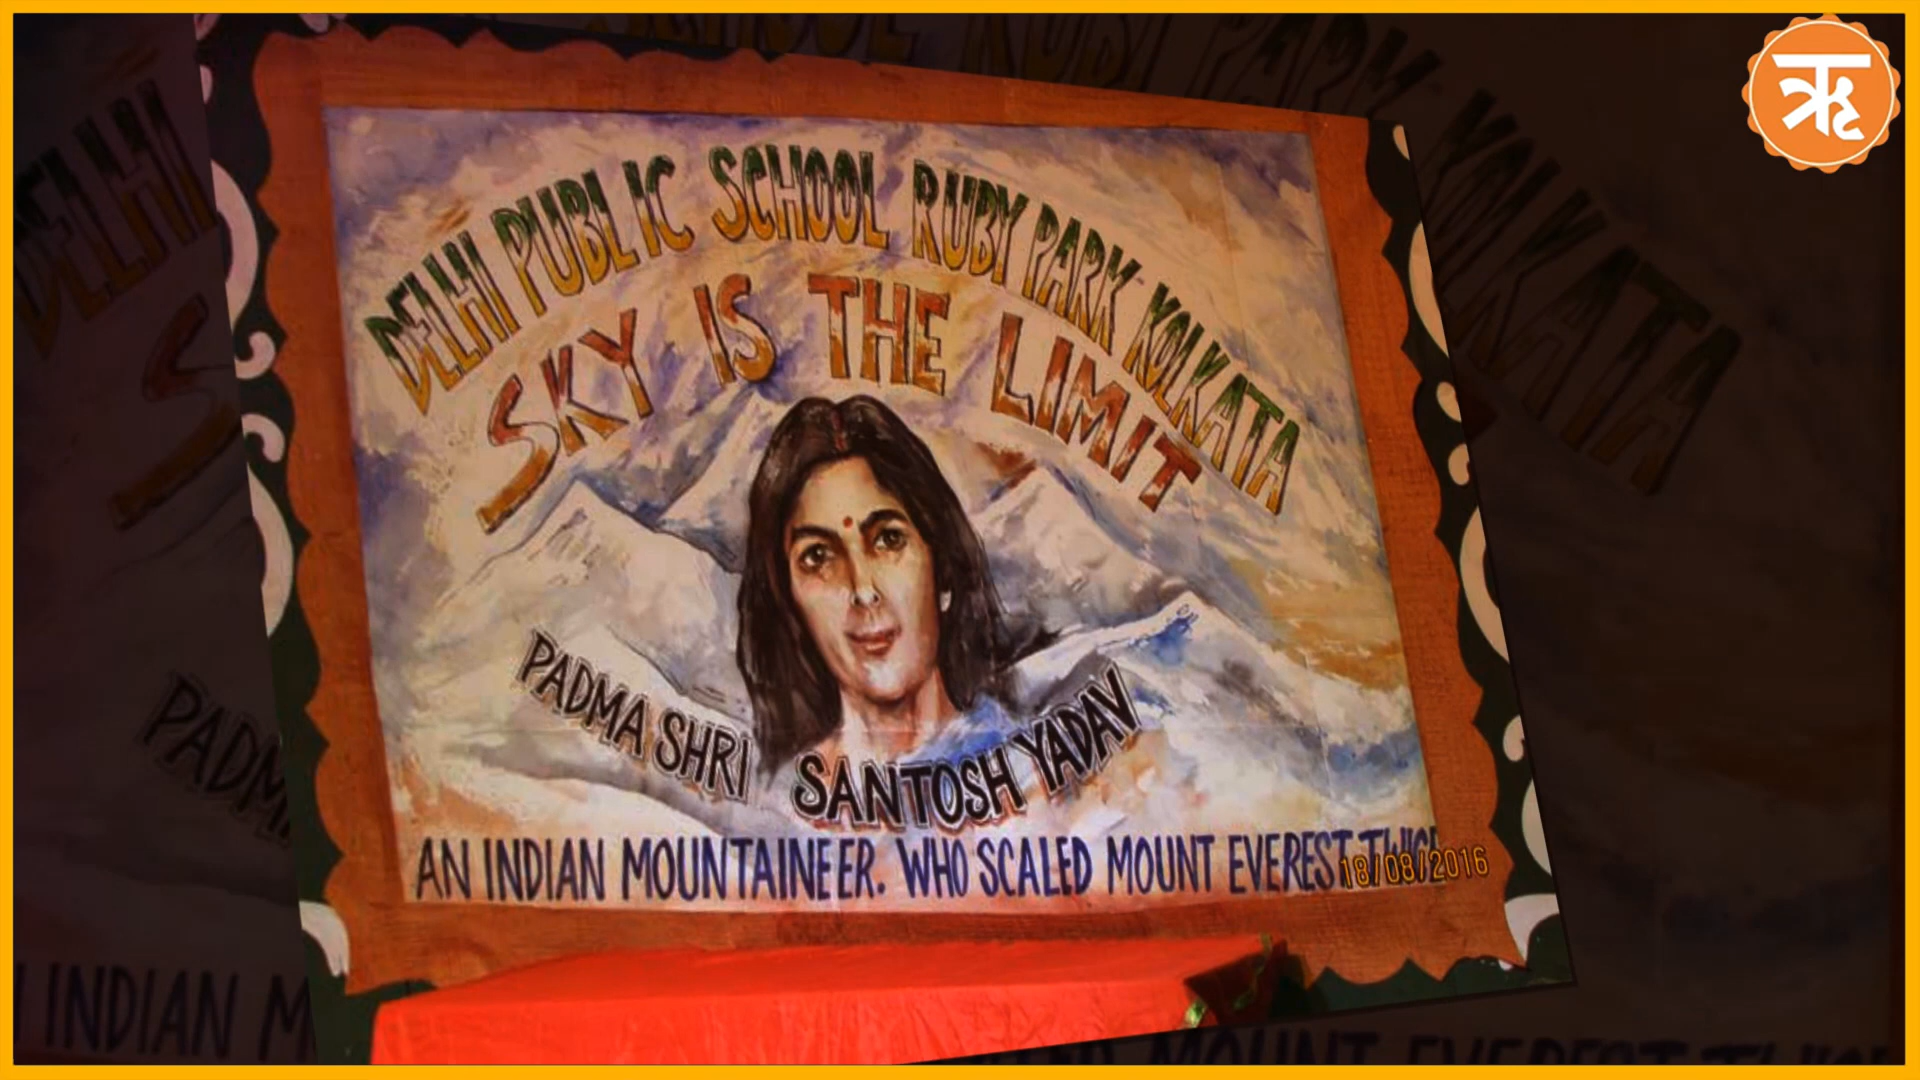 ऋ
DELHI PUBLIC SCHOOL RUBY PARK KOLKATA
SKY IS THE LIMIT
PADMA SHRI SANTOSH YADAV
AN INDIAN MOUNTAINEER. WHO SCALED MOUNT EVEREST TWICE
18/08/2016